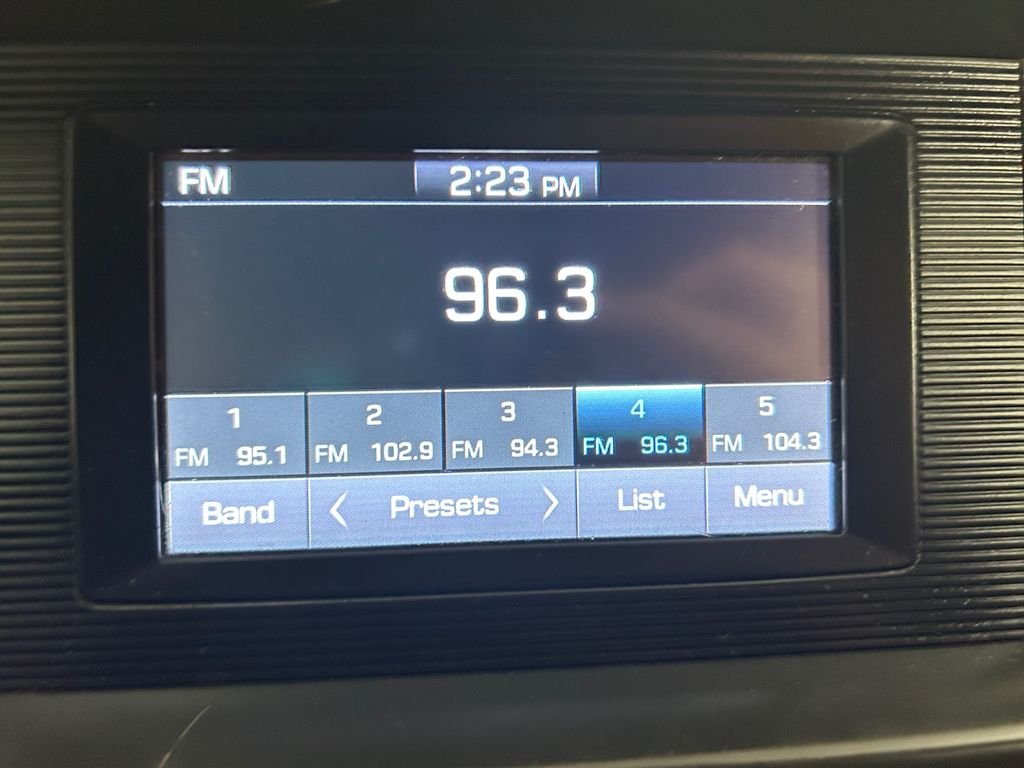 FM 2:23 PM
96.3
1 2 3 4 5
FM 95.1 FM 102.9 FM 94.3 FM 96.3 FM 104.3
Band < Presets > List Menu